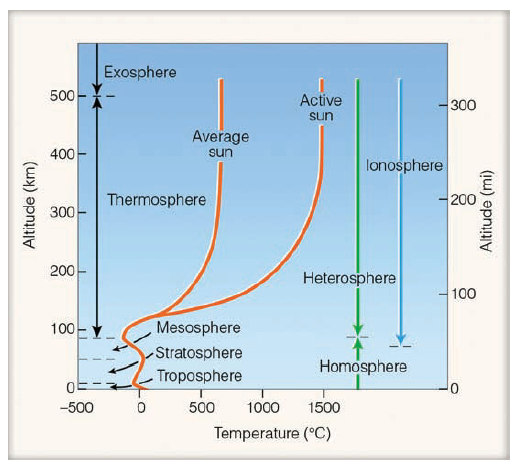 Exosphere
500
300
Active
sun
Average
sun
400
Ionosphere
Thermosphere
200
300
Altitude (km)
Altitude (mi)
200
Heterosphere
100
100
Mesosphere
Stratosphere
Homosphere
Troposphere
0
0
–500
0
500
1000
1500
Temperature (°C)